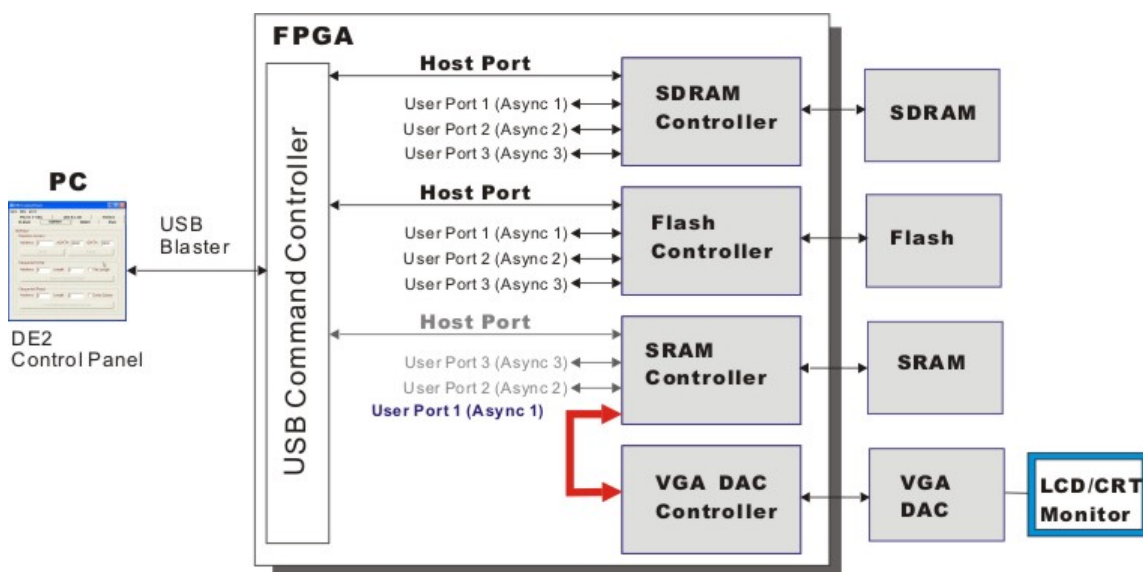 FPGA
Host Port
User Port 1 (Async 1)
User Port 2 (Async 2)
User Port 3 (Async 3)
SDRAM
Controller
SDRAM
PC
USB
Blaster
DE2
Control Panel
USB Command Controller
Host Port
User Port 1 (Async 1)
User Port 2 (Async 2)
User Port 3 (Async 3)
Flash
Controller
Flash
Host Port
User Port 3 (Async 3)
User Port 2 (Async 2)
User Port 1 (Async 1)
SRAM
Controller
SRAM
VGA DAC
Controller
VGA
DAC
LCD/CRT
Monitor